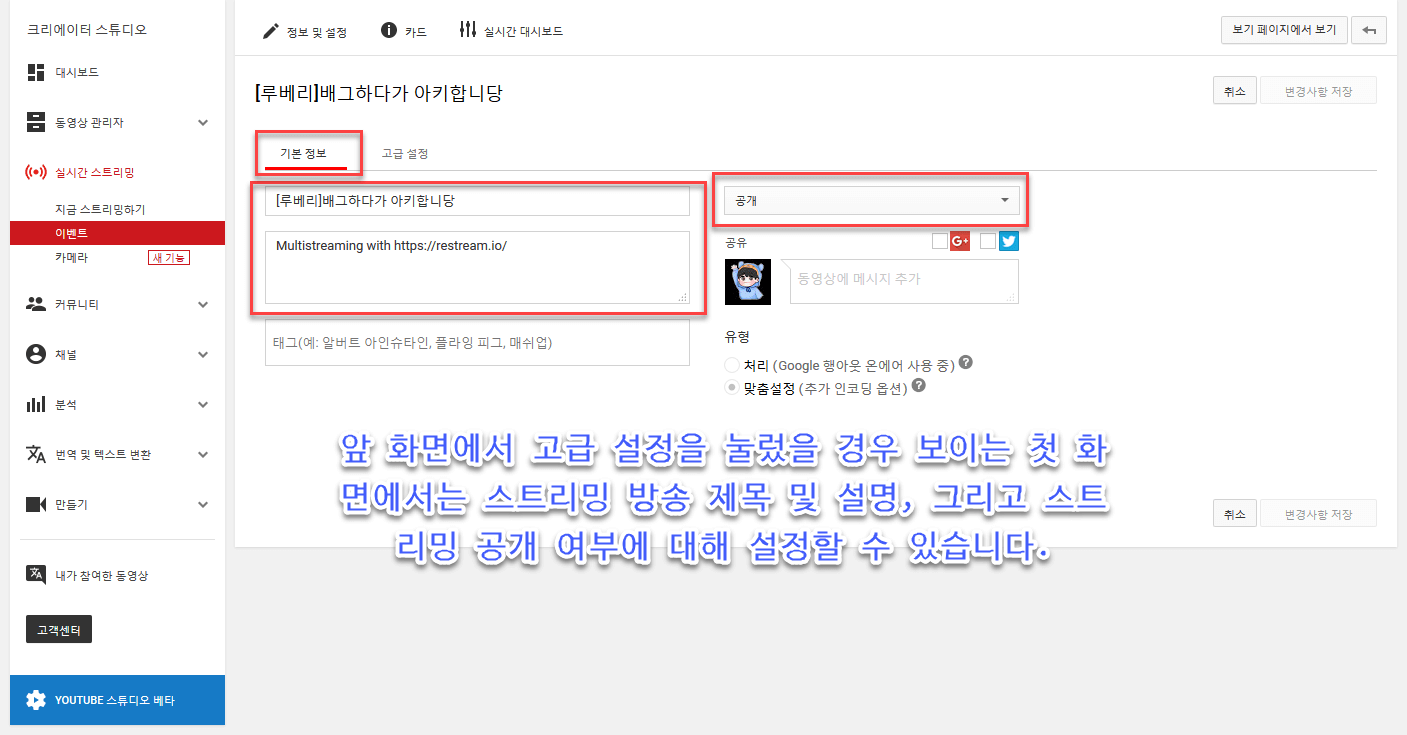 크리에이터 스튜디오
대시보드
동영상 관리자
실시간 스트리밍
지금 스트리밍하기
이벤트
카메라 새 기능
커뮤니티
채널
분석
번역 및 텍스트 변환
만들기
내가 참여한 동영상
고객센터
YOUTUBE 스튜디오 베타
정보 및 설정 카드 실시간 대시보드
보기 페이지에서 보기
[루베리]배그하다가 아키합니당
취소 변경사항 저장
기본 정보 고급 설정
[루베리]배그하다가 아키합니당
Multistreaming with https://restream.io/
태그(예: 알버트 아인슈타인, 플라잉 피그, 매쉬업)
공개
공유 G+
동영상에 메시지 추가
유형
처리 (Google 행아웃 온에어 사용 중) ?
맞춤설정 (추가 인코딩 옵션) ?
앞 화면에서 고급 설정을 눌렀을 경우 보이는 첫 화
면에서는 스트리밍 방송 제목 및 설명, 그리고 스트
리밍 공개 여부에 대해 설정할 수 있습니다.
취소 변경사항 저장